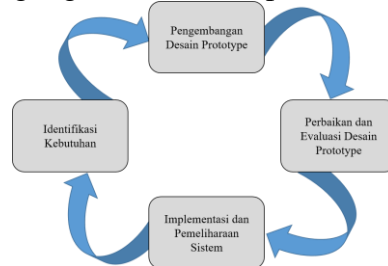 Pengembangan
Desain Prototype
Identifikasi
Kebutuhan
Perbaikan dan
Evaluasi Desain
Prototype
Implementasi dan
Pemeliharaan
Sistem